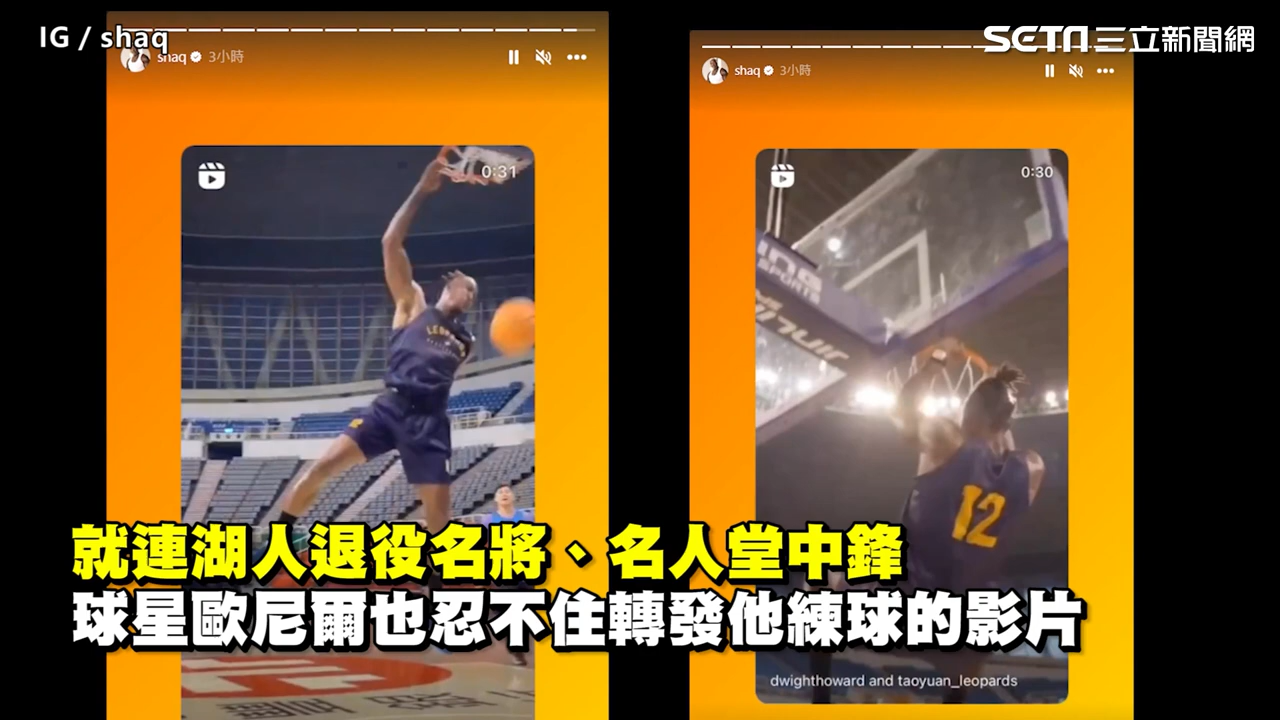 IG / shaq
SETN三立新聞網
shaq 3小時
shaq 3小時
0:31
0:30
LEOPARDS
SPORTS
12
就連湖人退役名將、名人堂中鋒
球星歐尼爾也忍不住轉發他練球的影片
dwighthoward and taoyuan_leopards